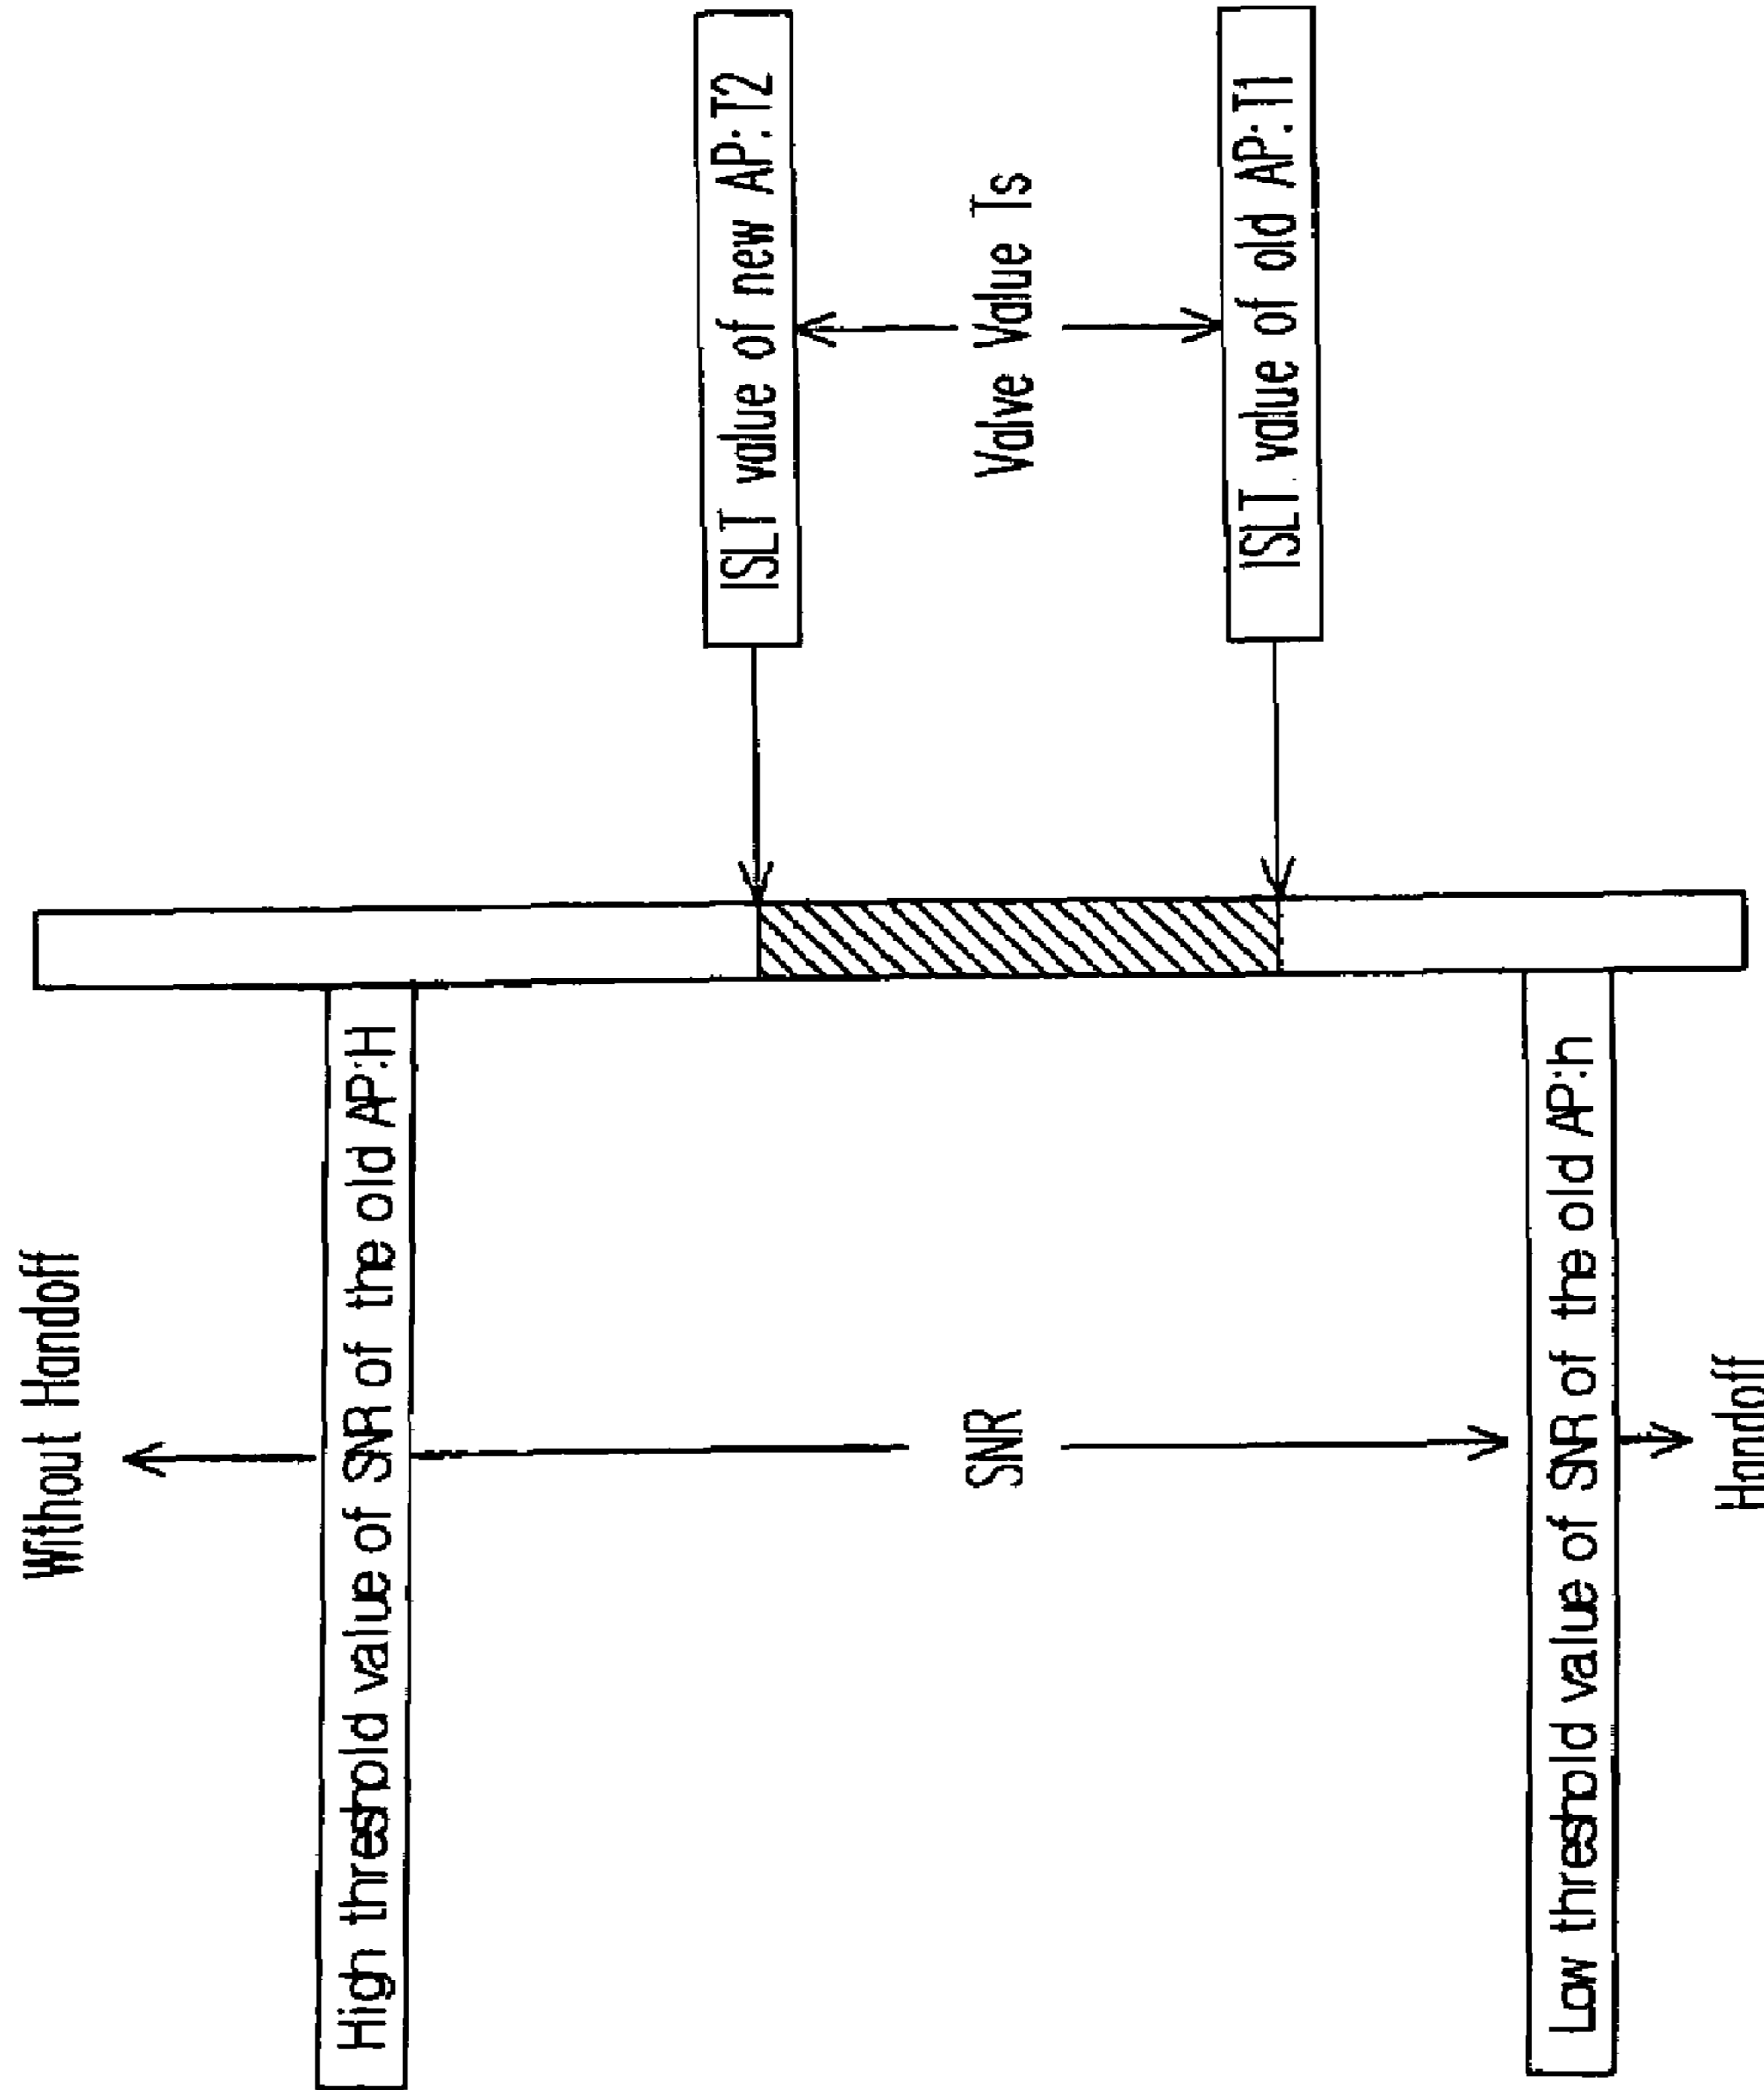 Without Handoff
High threshold value of SNR of the old AP:H
SNR
Low threshold value of SNR of the old AP:h
Handoff
ISLT value of new AP:T2
Valve Value Ts
ISLT value of old AP:T1